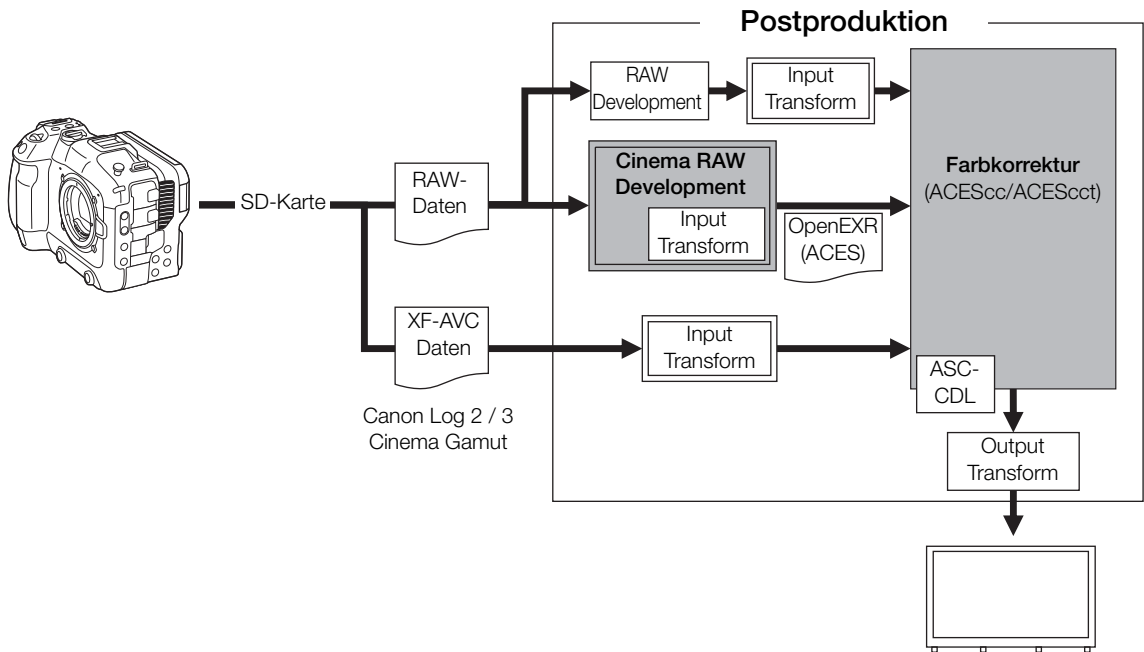 Postproduktion
RAW
Development
Input
Transform
Cinema RAW
Development
Input
Transform
OpenEXR
(ACES)
Farbkorrektur
(ACEScc/ACEScct)
SD-Karte
RAW-
Daten
XF-AVC
Daten
Canon Log 2 / 3
Cinema Gamut
Input
Transform
ASC-
CDL
Output
Transform